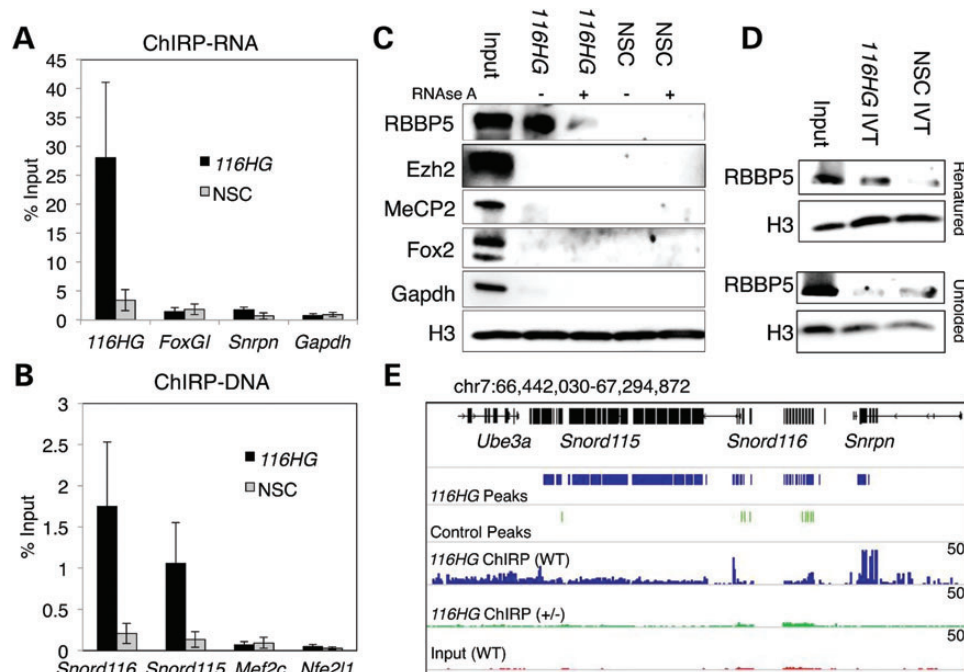 A
ChIRP-RNA
% Input
45
40
35
30
25
20
15
10
5
0
116HG
NSC
116HG FoxGI Snrpn Gapdh
B
ChIRP-DNA
% Input
3
2.5
2
1.5
1
0.5
0
116HG
NSC
Snord116 Snord115 Mef2c Nfe2l1
C
Input 116HG 116HG NSC NSC
RNAse A - + - +
RBBP5
Ezh2
MeCP2
Fox2
Gapdh
H3
D
Input 116HG IVT NSC IVT
RBBP5
H3
Renatured
RBBP5
H3
Unfolded
E
chr7:66,442,030-67,294,872
Ube3a Snord115 Snord116 Snrpn
116HG Peaks
Control Peaks
116HG ChIRP (WT) 50
116HG ChIRP (+/-) 50
Input (WT) 50